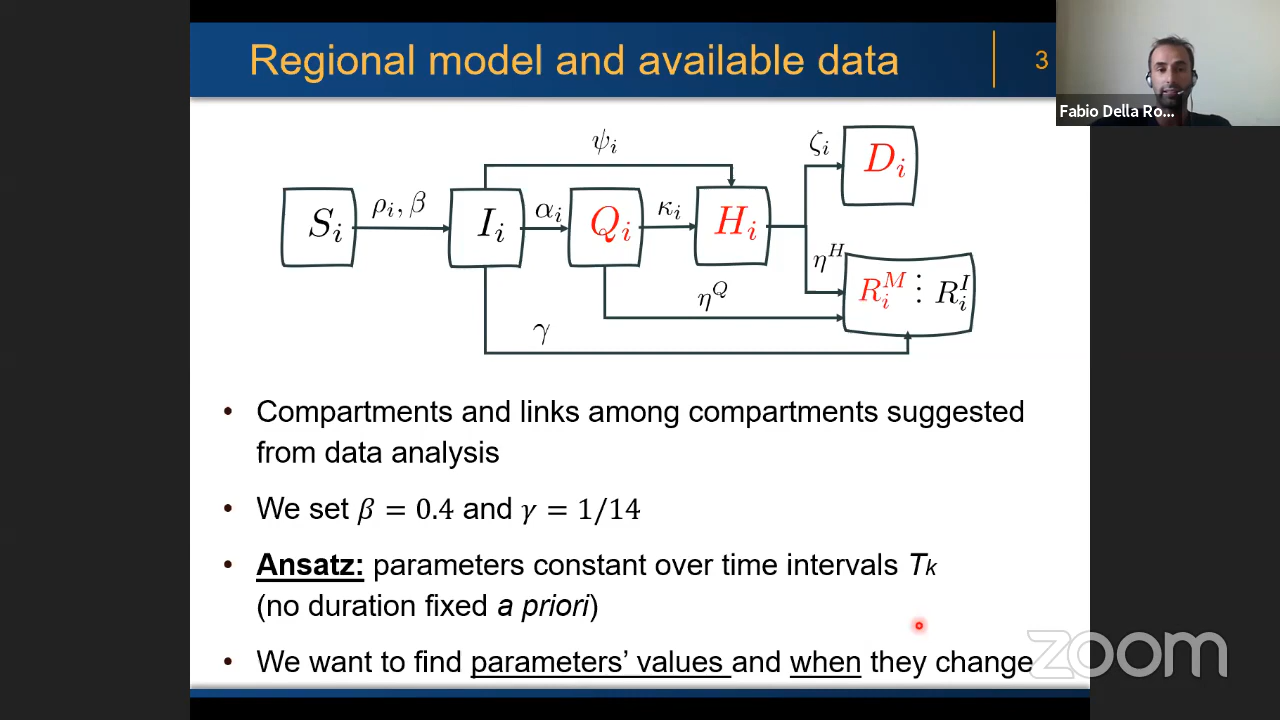 Regional model and available data
3
Fabio Della Ro...
ψᵢ
ζᵢ
Dᵢ
Sᵢ
ρᵢ, β
Iᵢ
αᵢ
Qᵢ
κᵢ
Hᵢ
ηᴴ
Rᵢᴹ ⋮ Rᵢᴵ
η^Q
γ
• Compartments and links among compartments suggested
from data analysis
• We set β = 0.4 and γ = 1/14
• Ansatz: parameters constant over time intervals Tₖ
(no duration fixed a priori)
• We want to find parameters’ values and when they change
zoom